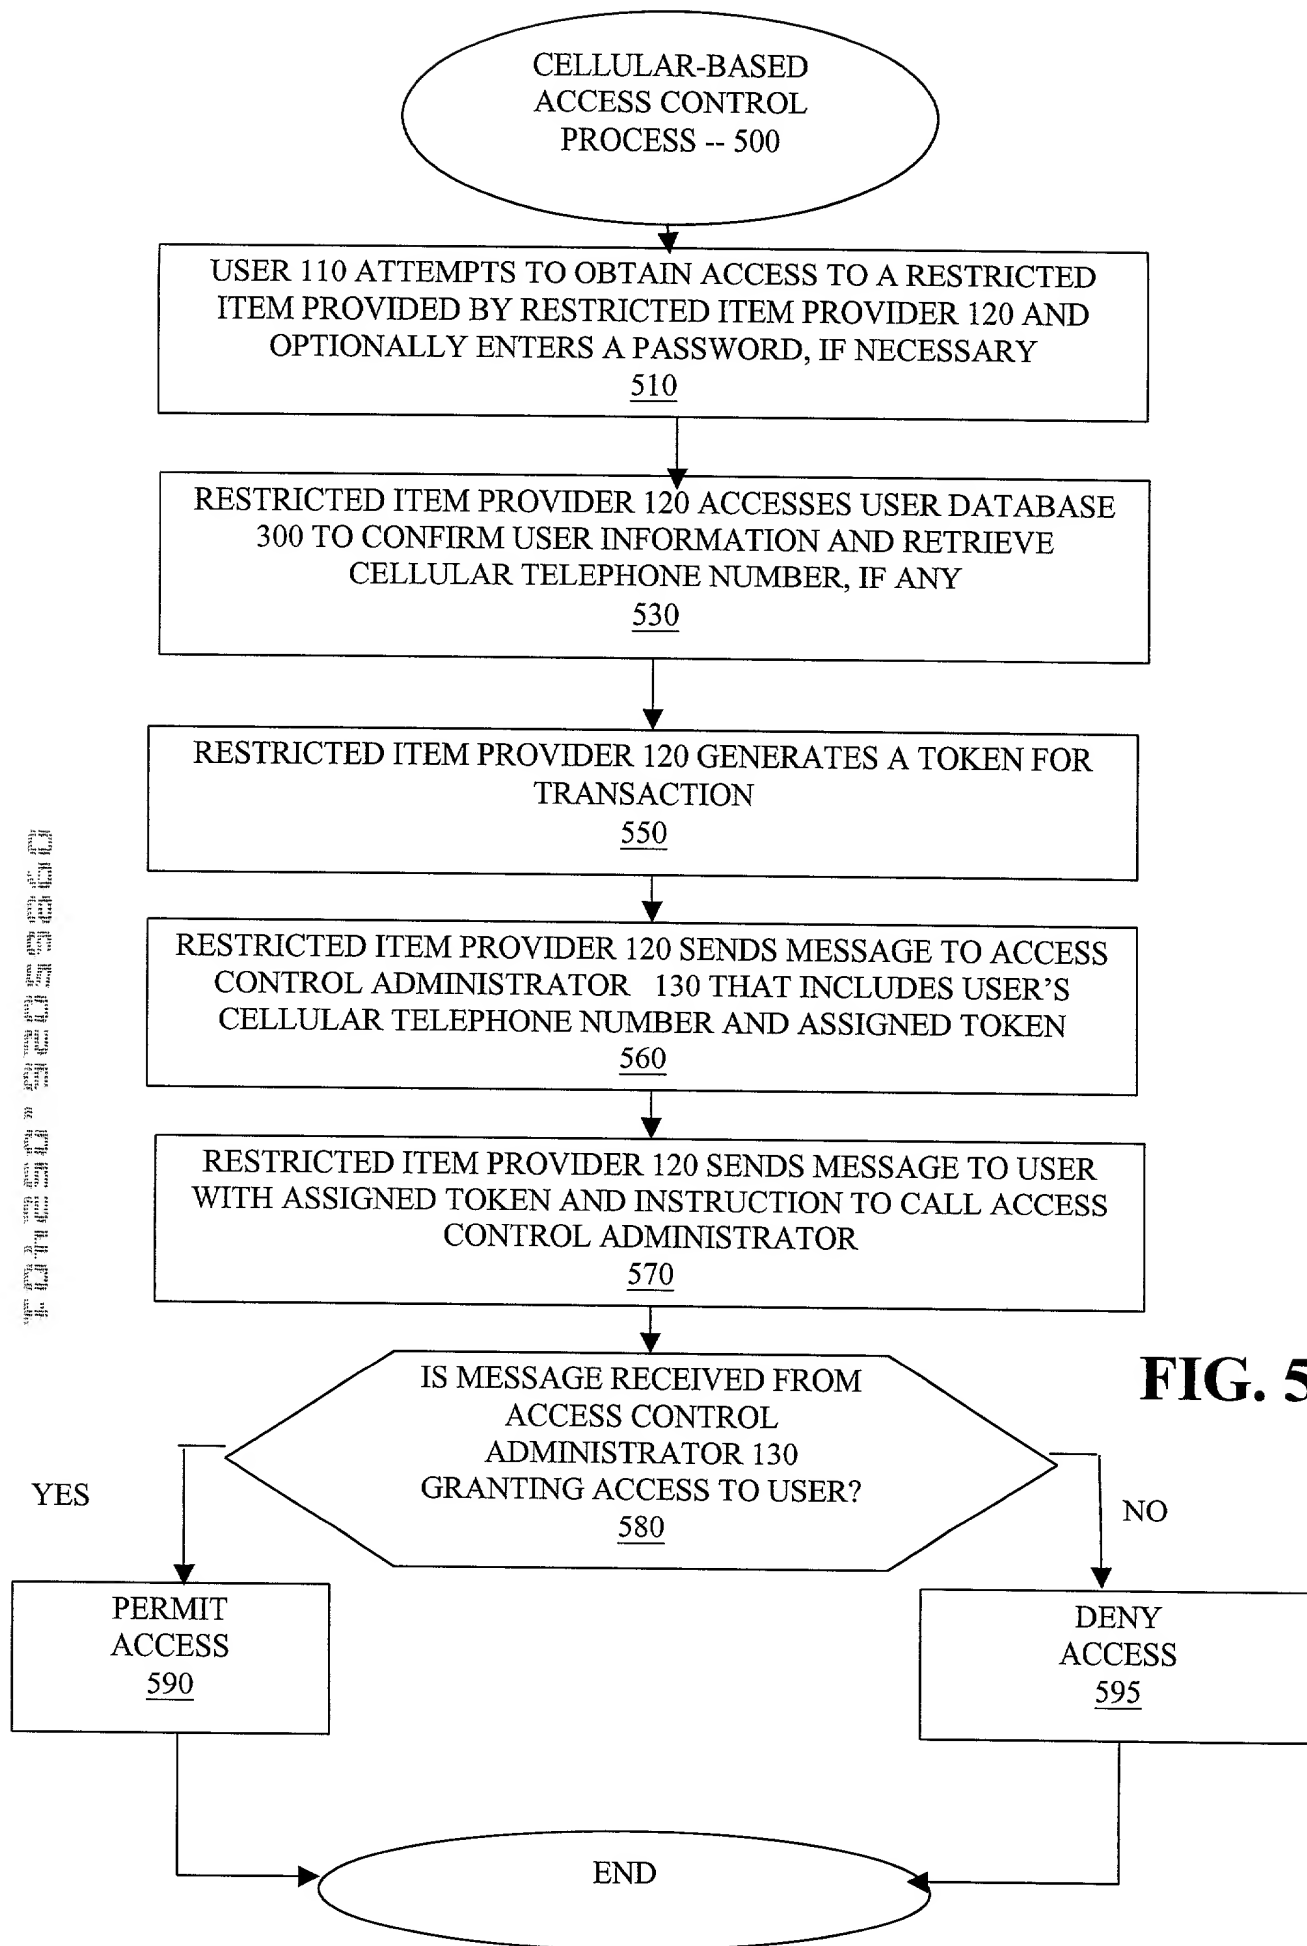 CELLULAR-BASED
ACCESS CONTROL
PROCESS -- 500
USER 110 ATTEMPTS TO OBTAIN ACCESS TO A RESTRICTED
ITEM PROVIDED BY RESTRICTED ITEM PROVIDER 120 AND
OPTIONALLY ENTERS A PASSWORD, IF NECESSARY
510
RESTRICTED ITEM PROVIDER 120 ACCESSES USER DATABASE
300 TO CONFIRM USER INFORMATION AND RETRIEVE
CELLULAR TELEPHONE NUMBER, IF ANY
530
RESTRICTED ITEM PROVIDER 120 GENERATES A TOKEN FOR
TRANSACTION
550
RESTRICTED ITEM PROVIDER 120 SENDS MESSAGE TO ACCESS
CONTROL ADMINISTRATOR 130 THAT INCLUDES USER'S
CELLULAR TELEPHONE NUMBER AND ASSIGNED TOKEN
560
RESTRICTED ITEM PROVIDER 120 SENDS MESSAGE TO USER
WITH ASSIGNED TOKEN AND INSTRUCTION TO CALL ACCESS
CONTROL ADMINISTRATOR
570
IS MESSAGE RECEIVED FROM
ACCESS CONTROL
ADMINISTRATOR 130
GRANTING ACCESS TO USER?
580
FIG. 5
YES
NO
PERMIT
ACCESS
590
DENY
ACCESS
595
END